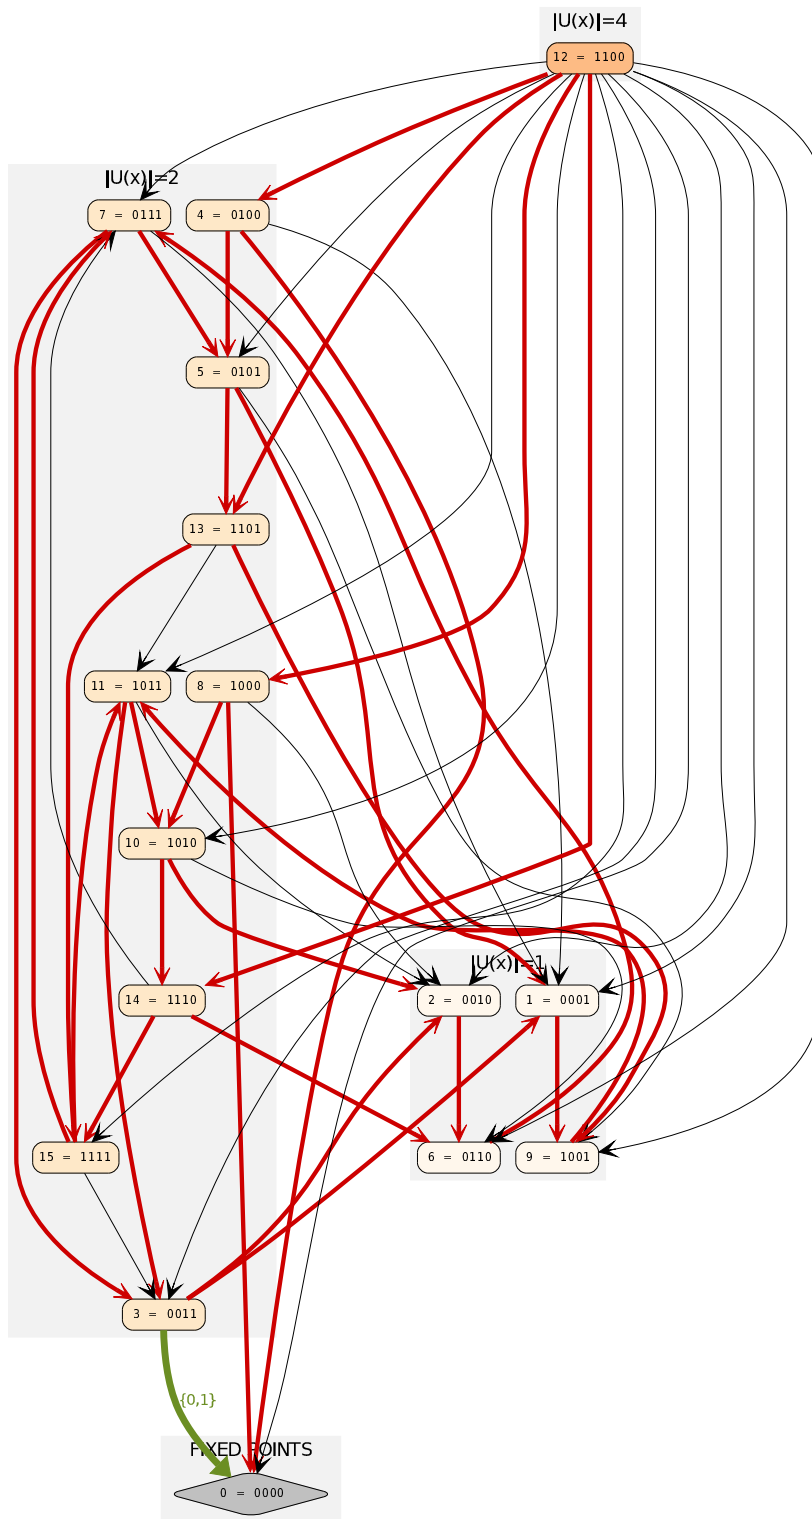 |U(x)|=4
12 = 1100
|U(x)|=2
7 = 0111
4 = 0100
5 = 0101
13 = 1101
11 = 1011
8 = 1000
10 = 1010
|U(x)|=1
14 = 1110
2 = 0010
1 = 0001
15 = 1111
6 = 0110
9 = 1001
3 = 0011
{0,1}
FIXED POINTS
0 = 0000